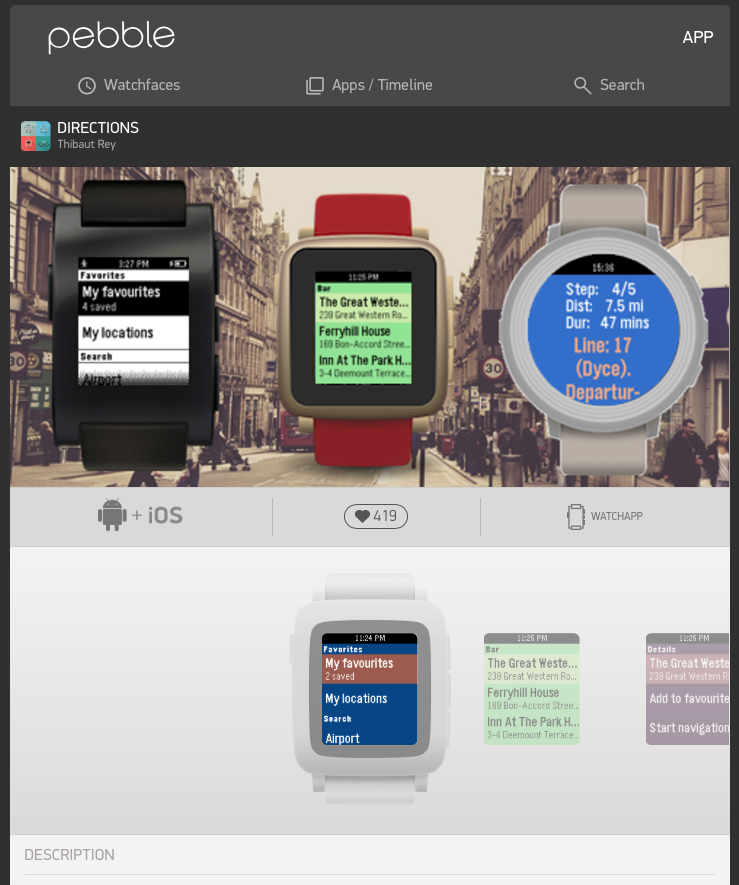 pebble
APP
Watchfaces
Apps / Timeline
Search
DIRECTIONS
Thibaut Rey
3:27 PM
Favorites
My favourites
4 saved
My locations
Search
Airport
11:25 PM
Bar
The Great Weste...
239 Great Western Ro...
Ferryhill House
169 Bon-Accord Stree...
Inn At The Park H...
3-4 Deemount Terrace...
15:36
Step: 4/5
Dist: 7.5 mi
Dur: 47 mins
Line: 17
(Dyce).
Departur-
30
30
+ iOS
419
WATCHAPP
11:24 PM
Favorites
My favourites
2 saved
My locations
Search
Airport
11:25 PM
Bar
The Great Weste...
239 Great Western Ro...
Ferryhill House
169 Bon-Accord Stree...
Inn At The Park H...
3-4 Deemount Terrace...
11:25 PM
Details
The Great Weste
239 Great Western R
Add to favourite
Start navigation
DESCRIPTION